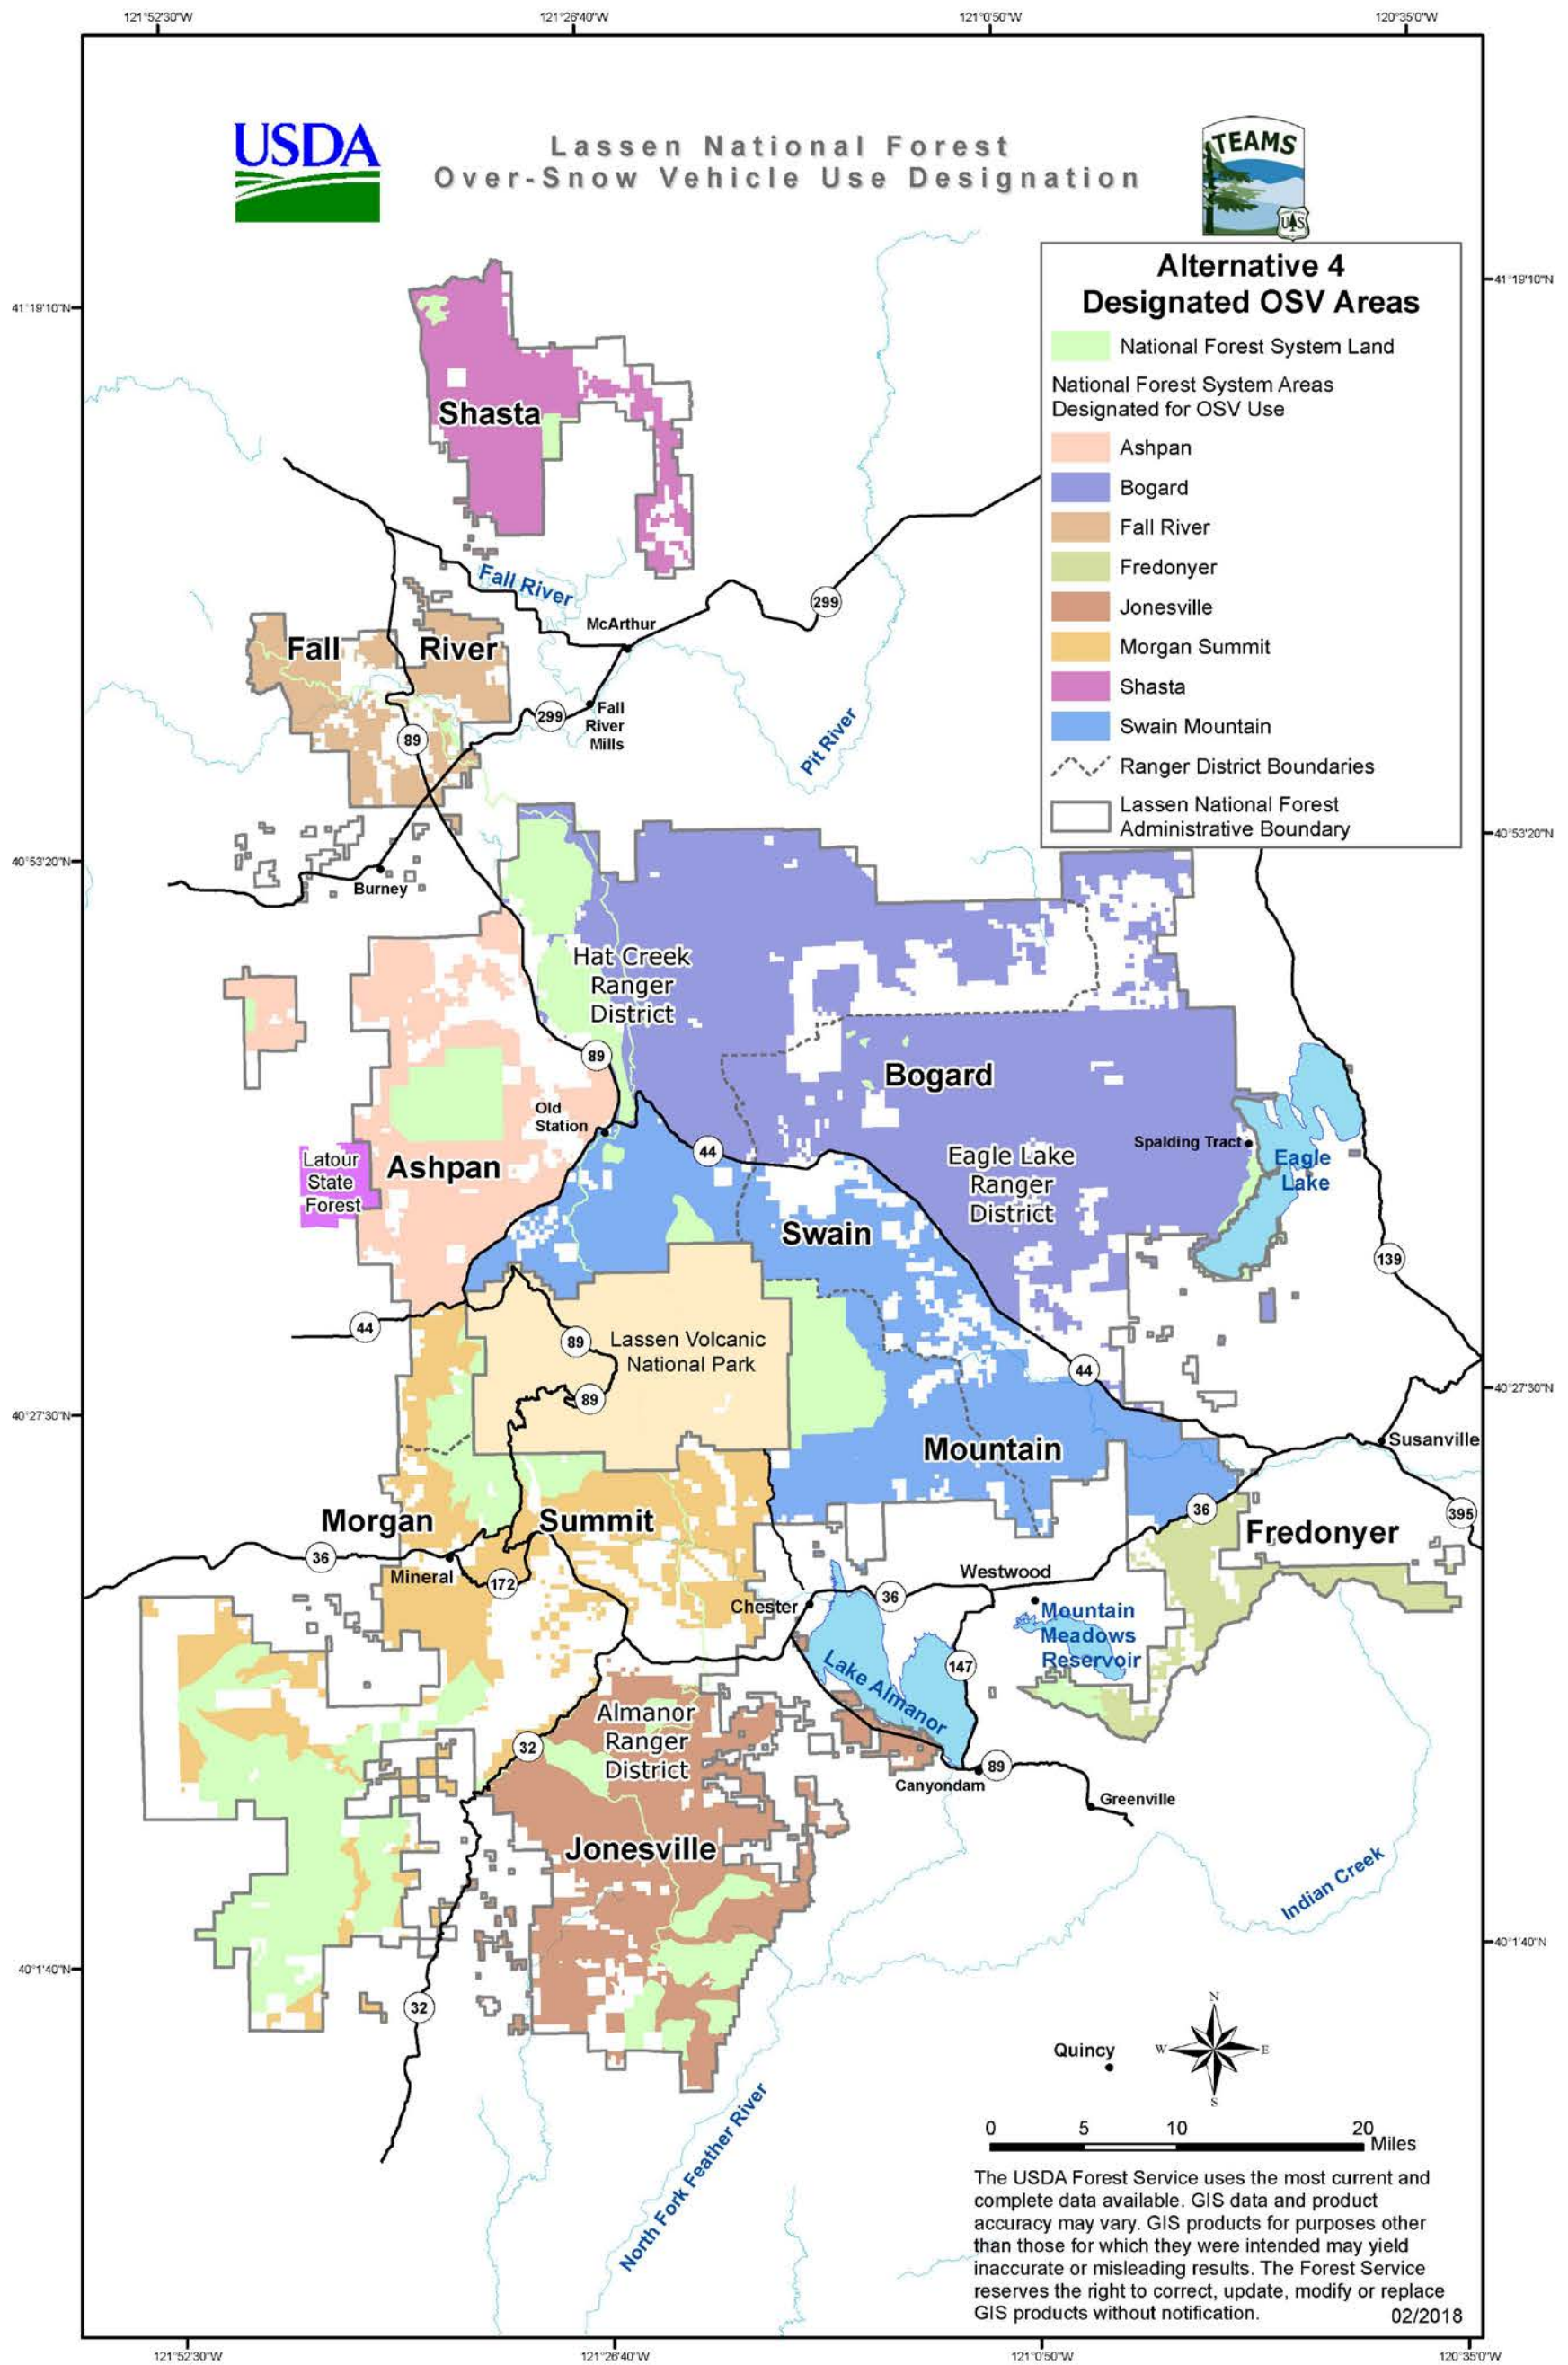 121°52'30"W
121°26'40"W
121°0'50"W
120°35'0"W
USDA
Lassen National Forest
Over-Snow Vehicle Use Designation
TEAMS
UAS
Alternative 4
Designated OSV Areas
National Forest System Land
National Forest System Areas
Designated for OSV Use
Ashpan
Bogard
Fall River
Fredonyer
Jonesville
Morgan Summit
Shasta
Swain Mountain
Ranger District Boundaries
Lassen National Forest
Administrative Boundary
41°19'10"N
41°19'10"N
Shasta
Fall River
McArthur
299
Fall
River
299
Fall
River
Mills
89
Pit River
40°53'20"N
40°53'20"N
Burney
Hat Creek
Ranger
District
89
Bogard
Old
Station
44
Spalding Tract
Eagle
Lake
Latour
State
Forest
Ashpan
Eagle Lake
Ranger
District
Swain
139
44
89
Lassen Volcanic
National Park
89
44
40°27'30"N
40°27'30"N
Mountain
Susanville
Morgan
Summit
36
395
Fredonyer
36
Mineral
172
Westwood
Chester
36
Mountain
Meadows
Reservoir
Lake Almanor
147
Almanor
Ranger
District
32
89
Canyondam
Greenville
Jonesville
Indian Creek
40°1'40"N
40°1'40"N
32
N
W
E
S
Quincy
North Fork Feather River
0 5 10 20
Miles
The USDA Forest Service uses the most current and
complete data available. GIS data and product
accuracy may vary. GIS products for purposes other
than those for which they were intended may yield
inaccurate or misleading results. The Forest Service
reserves the right to correct, update, modify or replace
GIS products without notification. 02/2018
121°52'30"W
121°26'40"W
121°0'50"W
120°35'0"W